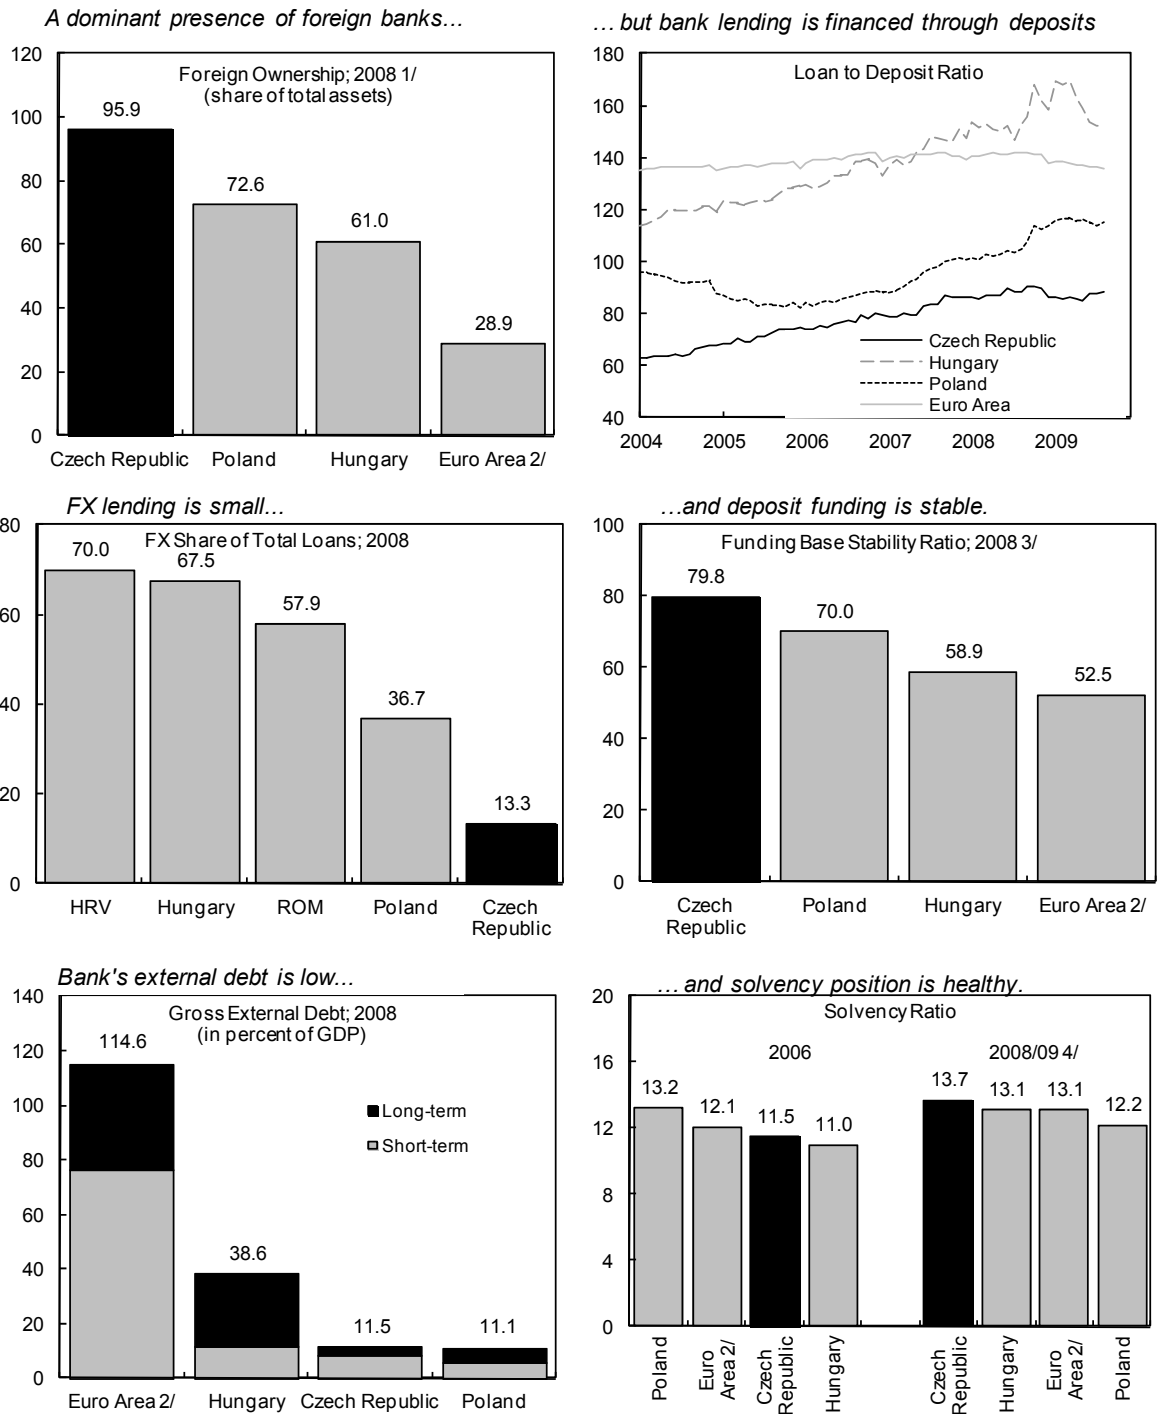 A dominant presence of foreign banks...
Foreign Ownership; 2008 1/
(share of total assets)
120
100
80
60
40
20
0
95.9
72.6
61.0
28.9
Czech Republic Poland Hungary Euro Area 2/
... but bank lending is financed through deposits
Loan to Deposit Ratio
180
160
140
120
100
80
60
40
Czech Republic
Hungary
Poland
Euro Area
2004 2005 2006 2007 2008 2009
FX lending is small...
FX Share of Total Loans; 2008
80
60
40
20
0
70.0
67.5
57.9
36.7
13.3
HRV Hungary ROM Poland Czech
Republic
...and deposit funding is stable.
Funding Base Stability Ratio; 2008 3/
100
80
60
40
20
0
79.8
70.0
58.9
52.5
Czech
Republic
Poland Hungary Euro Area 2/
Bank's external debt is low...
Gross External Debt; 2008
(in percent of GDP)
140
120
100
80
60
40
20
0
114.6
38.6
11.5
11.1
Long-term
Short-term
Euro Area 2/ Hungary Czech Republic Poland
... and solvency position is healthy.
Solvency Ratio
20
16
12
8
4
0
2006
2008/09 4/
13.2
12.1
11.5
11.0
13.7
13.1
13.1
12.2
Poland
Euro
Area 2/
Czech
Republic
Hungary
Czech
Republic
Hungary
Euro
Area 2/
Poland